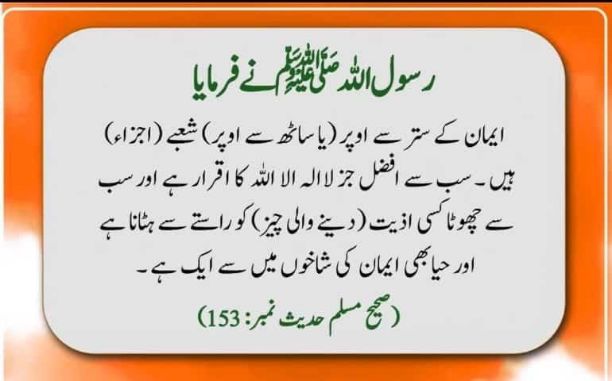 رسول اللہ ﷺ نے فرمایا
ایمان کے ستر سے اوپر (یا ساٹھ سے اوپر) شعبے (اجزاء)
ہیں ۔ سب سے افضل جز لا الہ الا اللہ کا اقرار ہے اور سب
سے چھوٹا کسی اذیت (دینے والی چیز) کو راستے سے ہٹانا ہے
اور حیا بھی ایمان کی شاخوں میں سے ایک ہے ۔
(صحیح مسلم حدیث نمبر: 153)